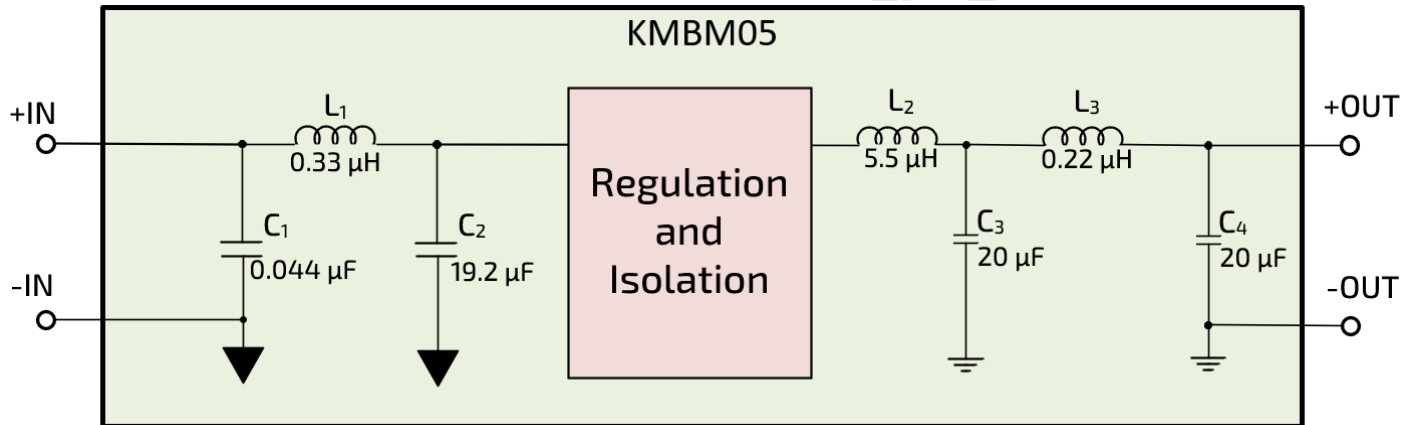 KMBM05
+IN
L₁
0.33 µH
L₂
5.5 µH
L₃
0.22 µH
+OUT
Regulation
and
Isolation
C₁
0.044 µF
C₂
19.2 µF
C₃
20 µF
C₄
20 µF
-IN
-OUT